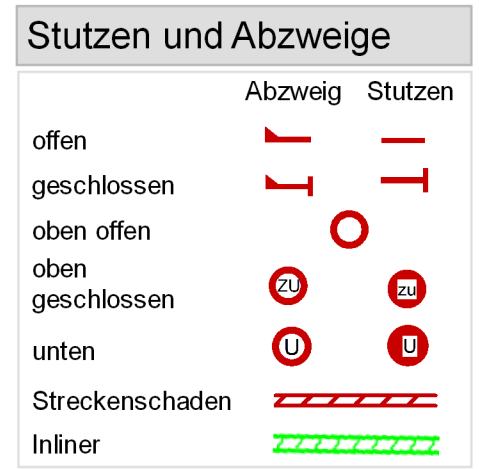 Stutzen und Abzweige
Abzweig Stutzen
offen
geschlossen
oben offen
oben
geschlossen ZU zu
unten U U
Streckenschaden
Inliner